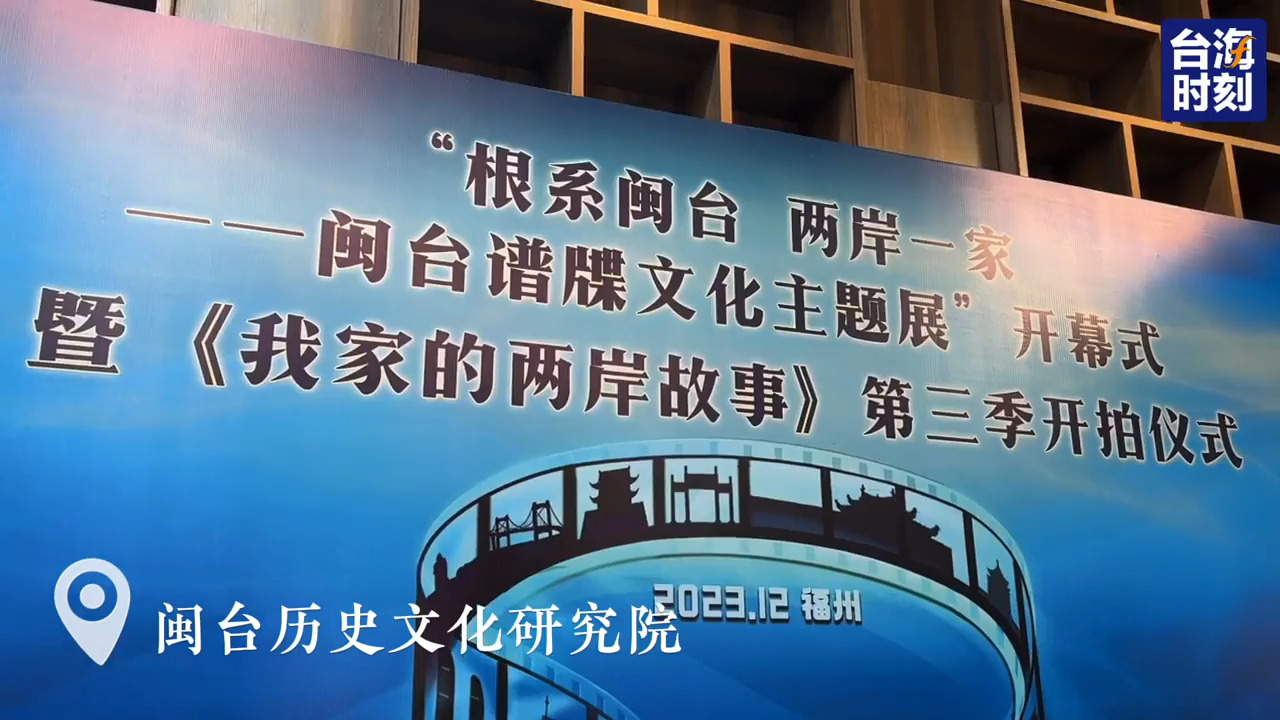 台海
时刻
“根系闽台 两岸一家
——闽台谱牒文化主题展”开幕式
暨《我家的两岸故事》第三季开拍仪式
2023.12 福州
闽台历史文化研究院